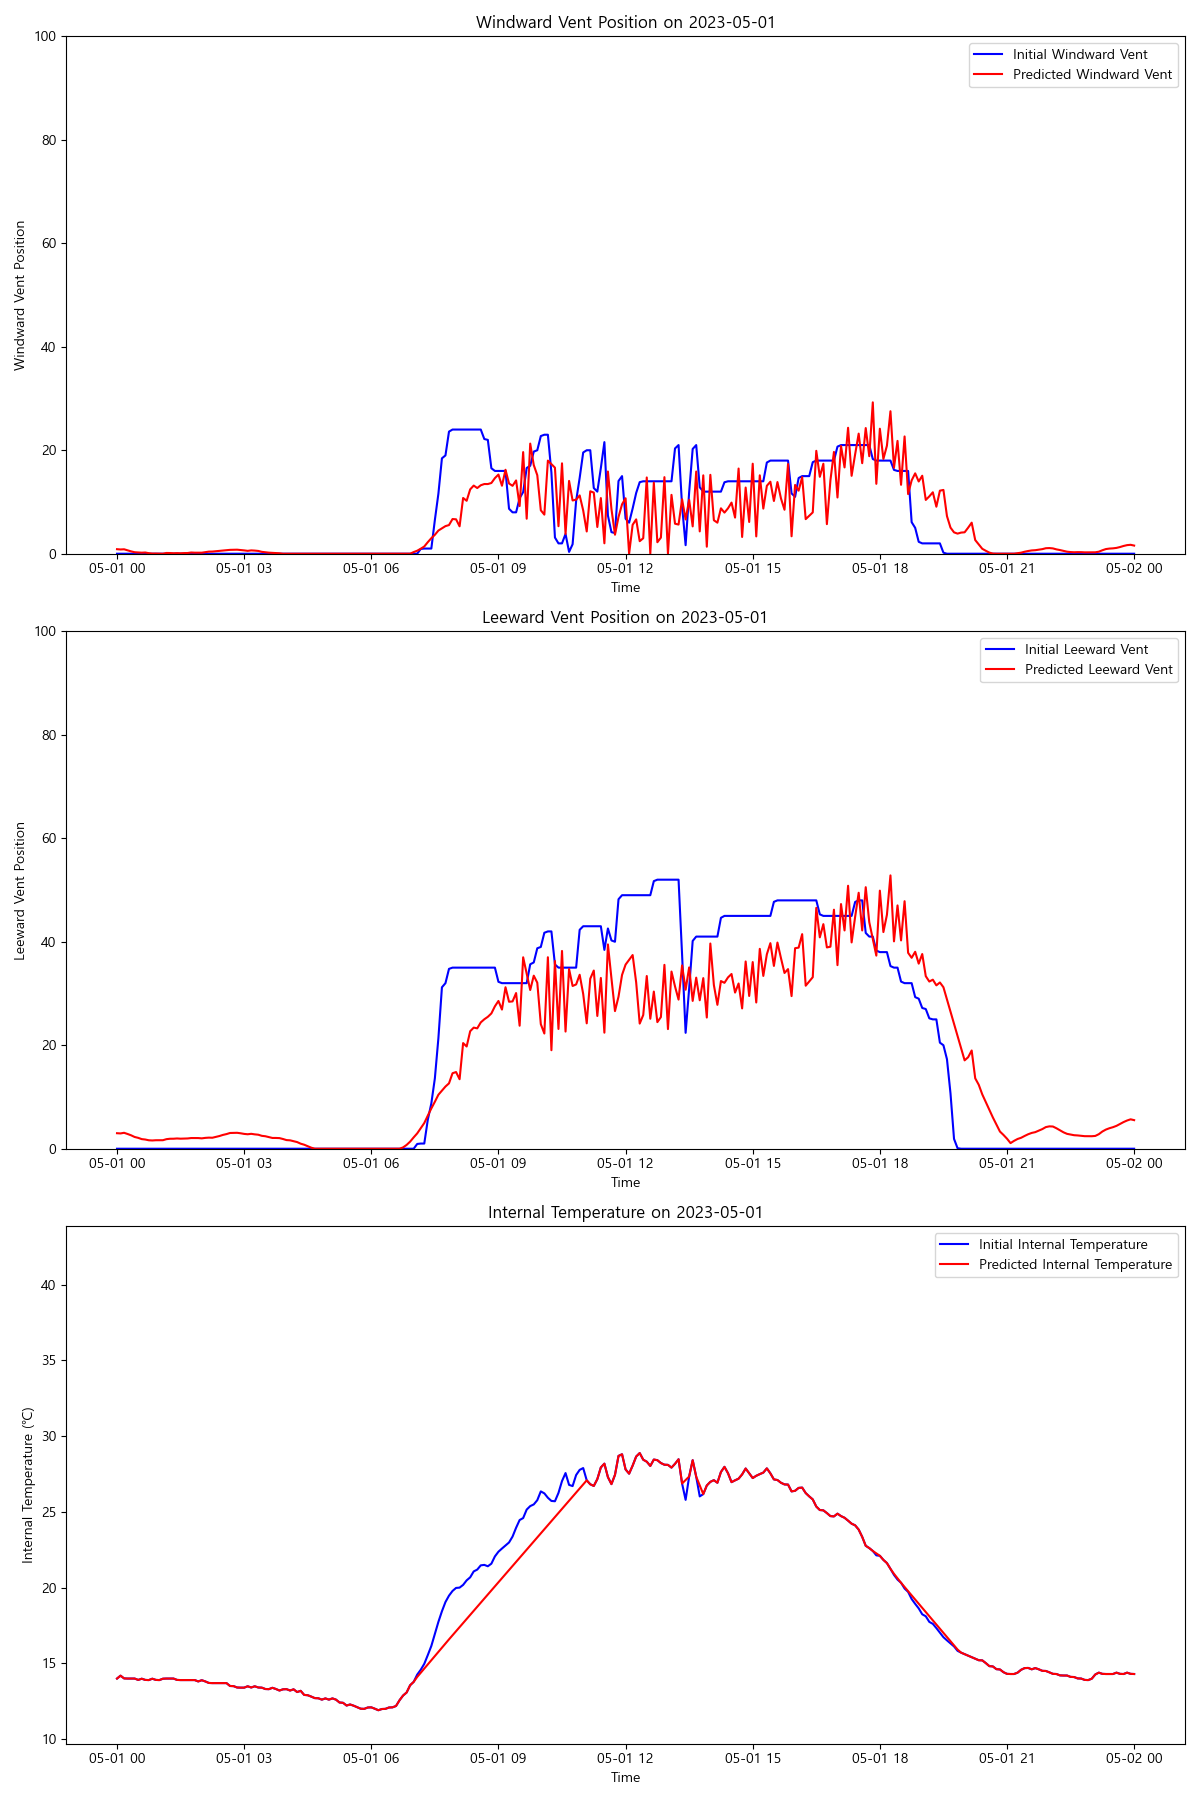 Windward Vent Position on 2023-05-01
Initial Windward Vent
Predicted Windward Vent
100
80
60
40
20
0
Windward Vent Position
05-01 00 05-01 03 05-01 06 05-01 09 05-01 12 05-01 15 05-01 18 05-01 21 05-02 00
Time
Leeward Vent Position on 2023-05-01
Initial Leeward Vent
Predicted Leeward Vent
100
80
60
40
20
0
Leeward Vent Position
05-01 00 05-01 03 05-01 06 05-01 09 05-01 12 05-01 15 05-01 18 05-01 21 05-02 00
Time
Internal Temperature on 2023-05-01
Initial Internal Temperature
Predicted Internal Temperature
40
35
30
25
20
15
10
Internal Temperature (℃)
05-01 00 05-01 03 05-01 06 05-01 09 05-01 12 05-01 15 05-01 18 05-01 21 05-02 00
Time